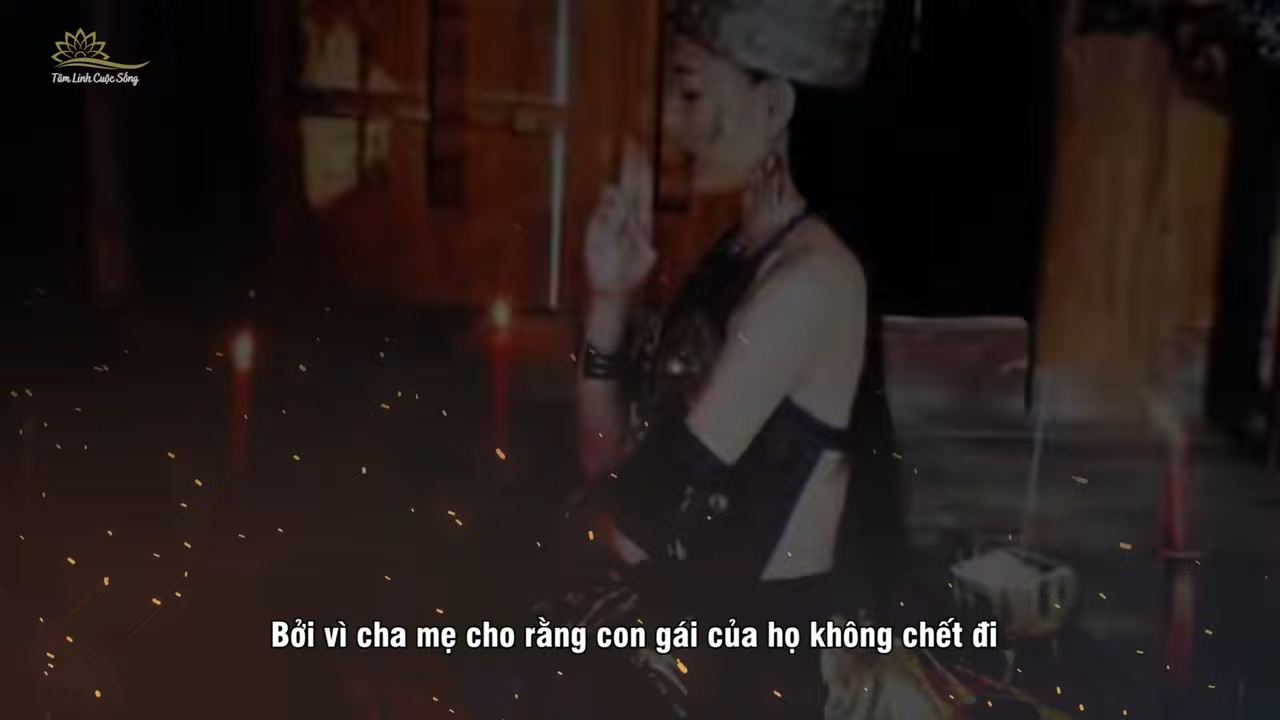 Tâm Linh Cuộc Sống
Bởi vì cha mẹ cho rằng con gái của họ không chết đi